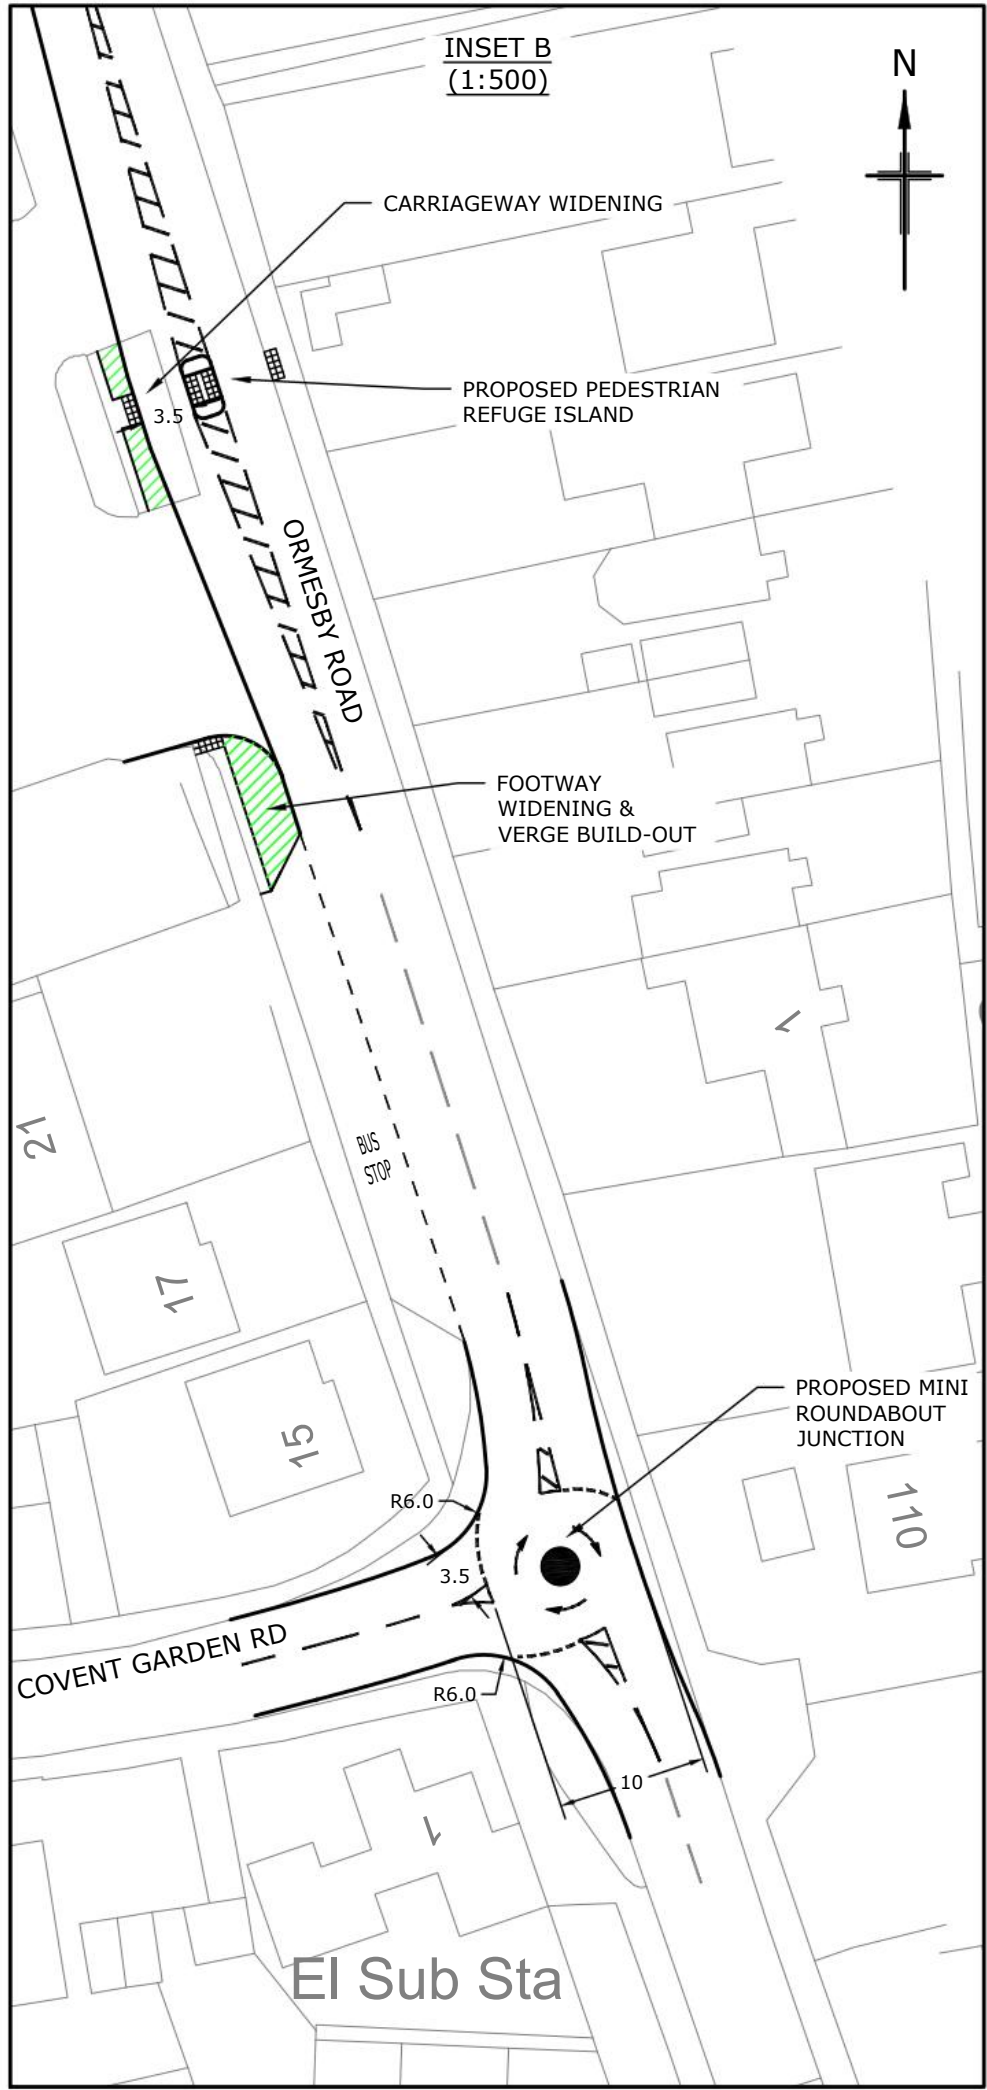 INSET B
(1:500)
N
CARRIAGEWAY WIDENING
PROPOSED PEDESTRIAN
REFUGE ISLAND
3.5
ORMESBY ROAD
FOOTWAY
WIDENING &
VERGE BUILD-OUT
1
21
BUS
STOP
17
PROPOSED MINI
ROUNDABOUT
JUNCTION
15
R6.0
110
3.5
COVENT GARDEN RD
R6.0
10
1
El Sub Sta